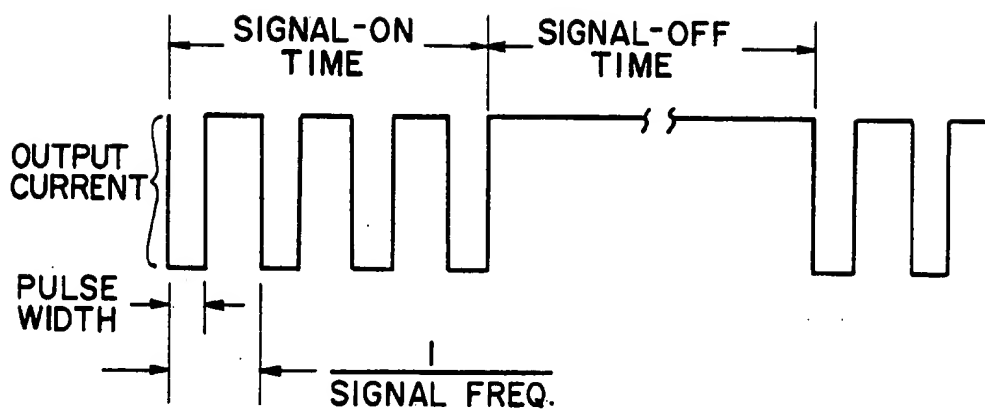 SIGNAL-ON
TIME
SIGNAL-OFF
TIME
OUTPUT
CURRENT
PULSE
WIDTH
1
SIGNAL FREQ.